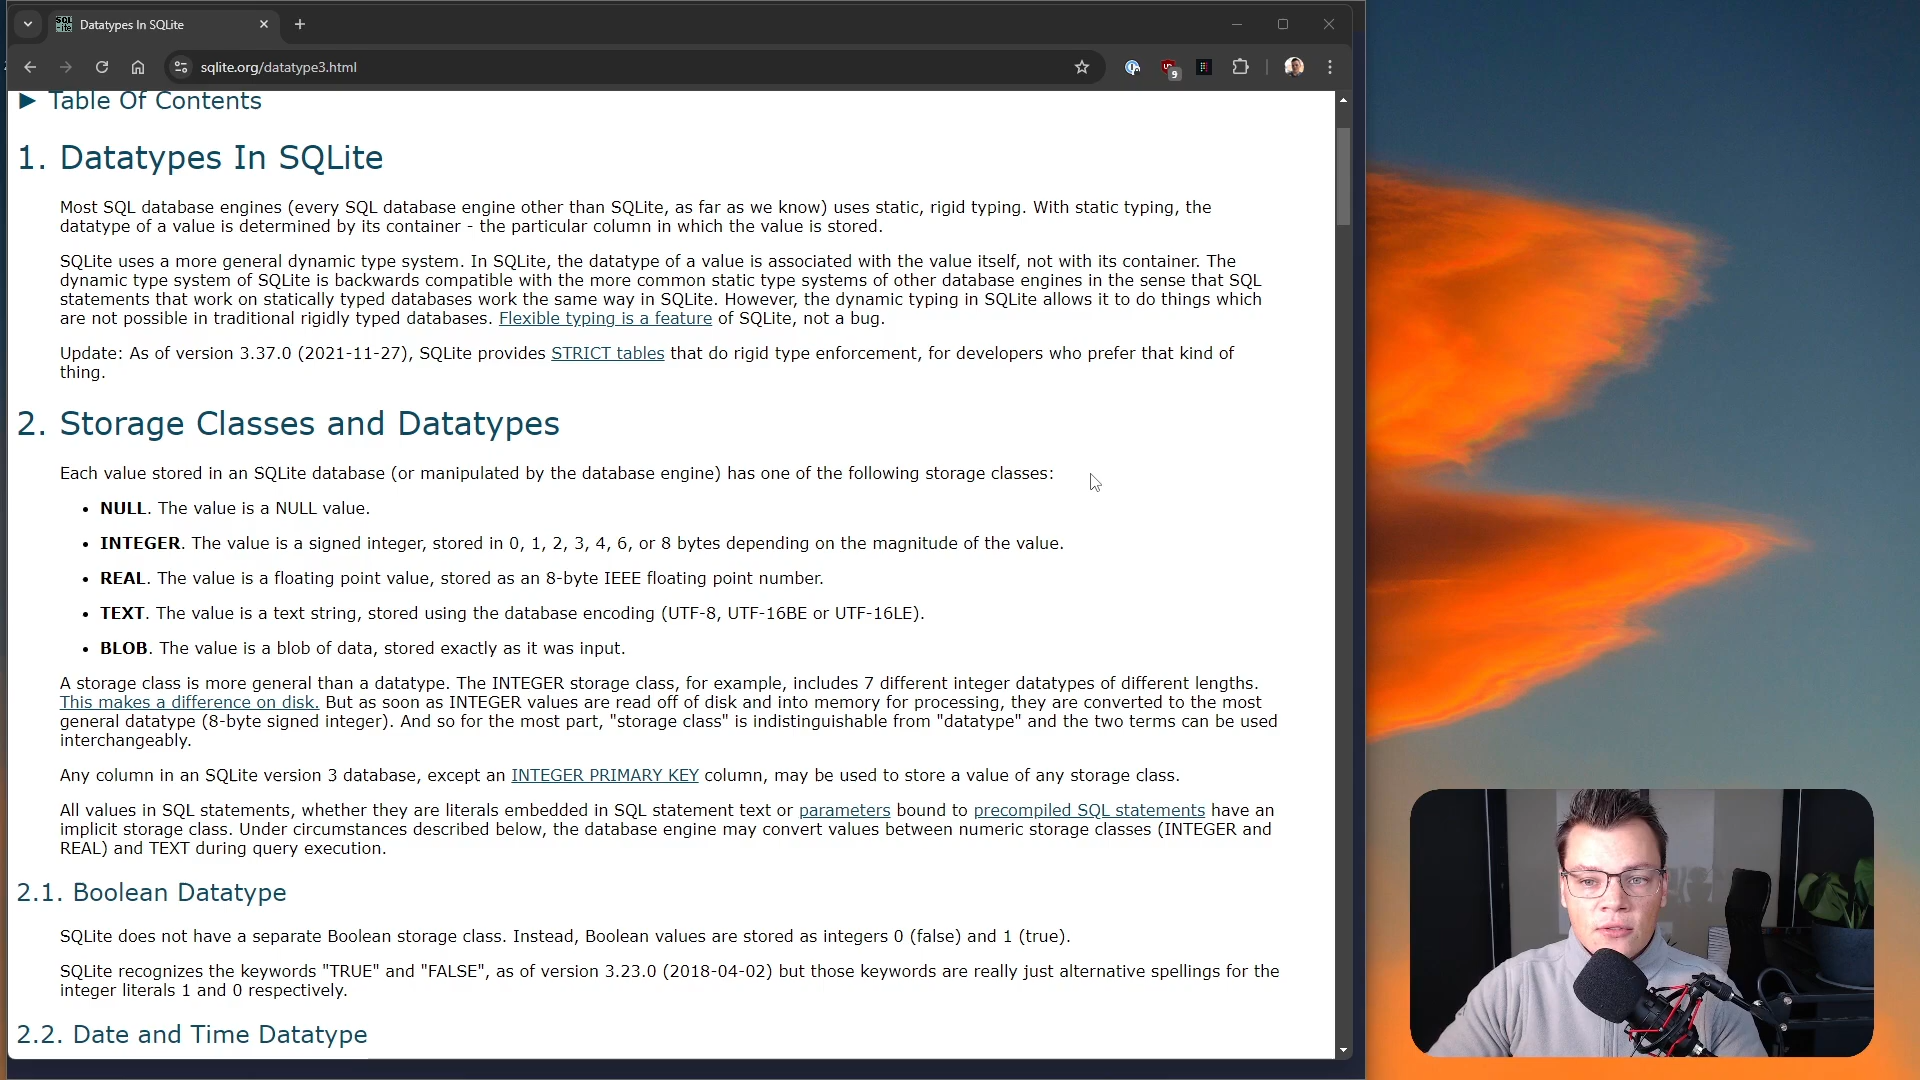 Datatypes In SQLite
sqlite.org/datatype3.html
9
► Table Of Contents
1. Datatypes In SQLite
Most SQL database engines (every SQL database engine other than SQLite, as far as we know) uses static, rigid typing. With static typing, the
datatype of a value is determined by its container - the particular column in which the value is stored.
SQLite uses a more general dynamic type system. In SQLite, the datatype of a value is associated with the value itself, not with its container. The
dynamic type system of SQLite is backwards compatible with the more common static type systems of other database engines in the sense that SQL
statements that work on statically typed databases work the same way in SQLite. However, the dynamic typing in SQLite allows it to do things which
are not possible in traditional rigidly typed databases. Flexible typing is a feature of SQLite, not a bug.
Update: As of version 3.37.0 (2021-11-27), SQLite provides STRICT tables that do rigid type enforcement, for developers who prefer that kind of
thing.
2. Storage Classes and Datatypes
Each value stored in an SQLite database (or manipulated by the database engine) has one of the following storage classes:
• NULL. The value is a NULL value.
• INTEGER. The value is a signed integer, stored in 0, 1, 2, 3, 4, 6, or 8 bytes depending on the magnitude of the value.
• REAL. The value is a floating point value, stored as an 8-byte IEEE floating point number.
• TEXT. The value is a text string, stored using the database encoding (UTF-8, UTF-16BE or UTF-16LE).
• BLOB. The value is a blob of data, stored exactly as it was input.
A storage class is more general than a datatype. The INTEGER storage class, for example, includes 7 different integer datatypes of different lengths.
This makes a difference on disk. But as soon as INTEGER values are read off of disk and into memory for processing, they are converted to the most
general datatype (8-byte signed integer). And so for the most part, "storage class" is indistinguishable from "datatype" and the two terms can be used
interchangeably.
Any column in an SQLite version 3 database, except an INTEGER PRIMARY KEY column, may be used to store a value of any storage class.
All values in SQL statements, whether they are literals embedded in SQL statement text or parameters bound to precompiled SQL statements have an
implicit storage class. Under circumstances described below, the database engine may convert values between numeric storage classes (INTEGER and
REAL) and TEXT during query execution.
2.1. Boolean Datatype
SQLite does not have a separate Boolean storage class. Instead, Boolean values are stored as integers 0 (false) and 1 (true).
SQLite recognizes the keywords "TRUE" and "FALSE", as of version 3.23.0 (2018-04-02) but those keywords are really just alternative spellings for the
integer literals 1 and 0 respectively.
2.2. Date and Time Datatype